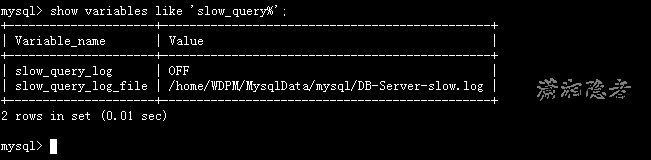 mysql> show variables like 'slow_query%';
+---------------------+------------------------------------------+
| Variable_name       | Value                                    |
+---------------------+------------------------------------------+
| slow_query_log      | OFF                                      |
| slow_query_log_file | /home/WDPM/MysqlData/mysql/DB-Server-slow.log |
+---------------------+------------------------------------------+
2 rows in set (0.01 sec)
mysql>
潇湘隐者